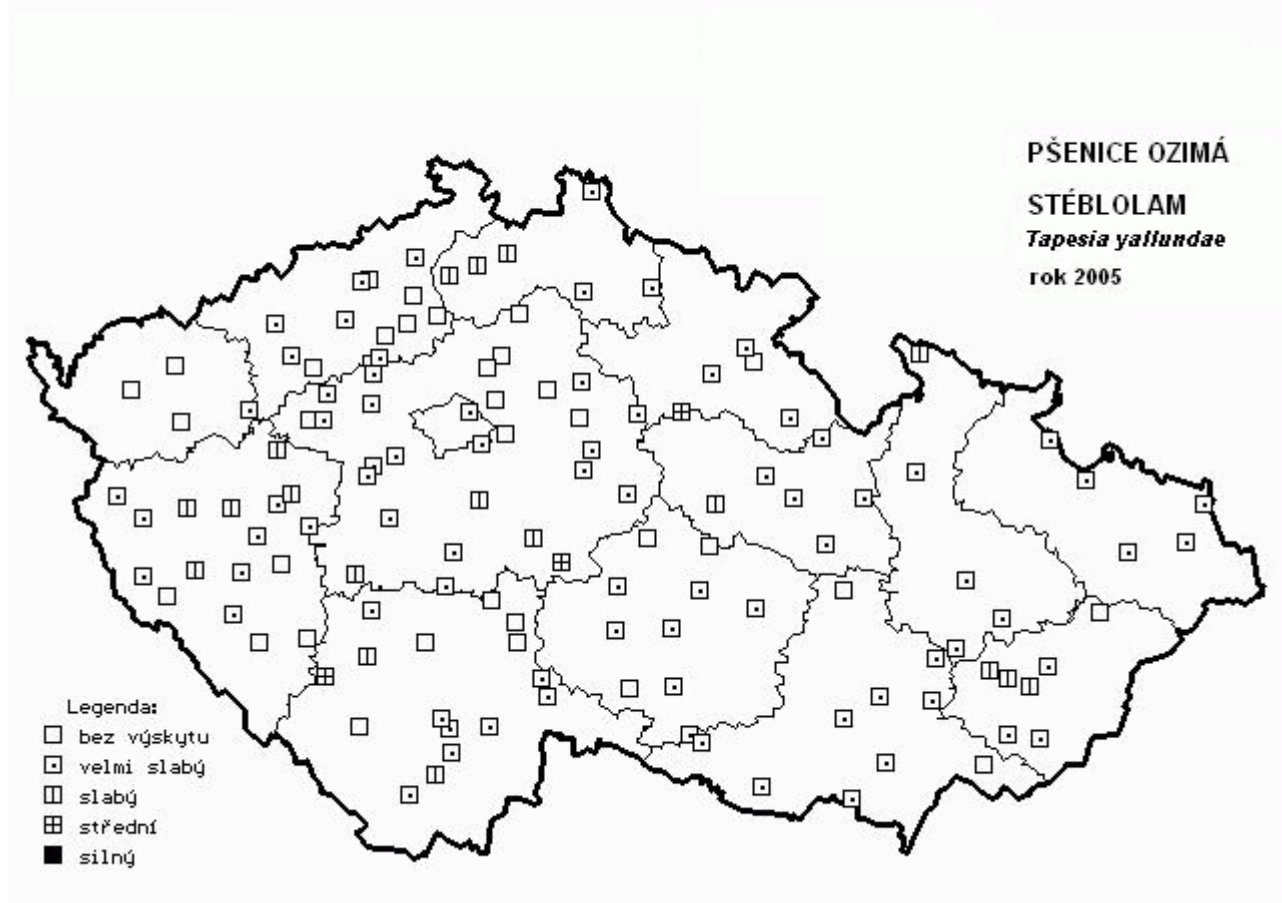 PŠENICE OZIMÁ
STÉBLOLAM
Tapesia yallundae
rok 2005
Legenda:
bez výskytu
velmi slabý
slabý
střední
silný